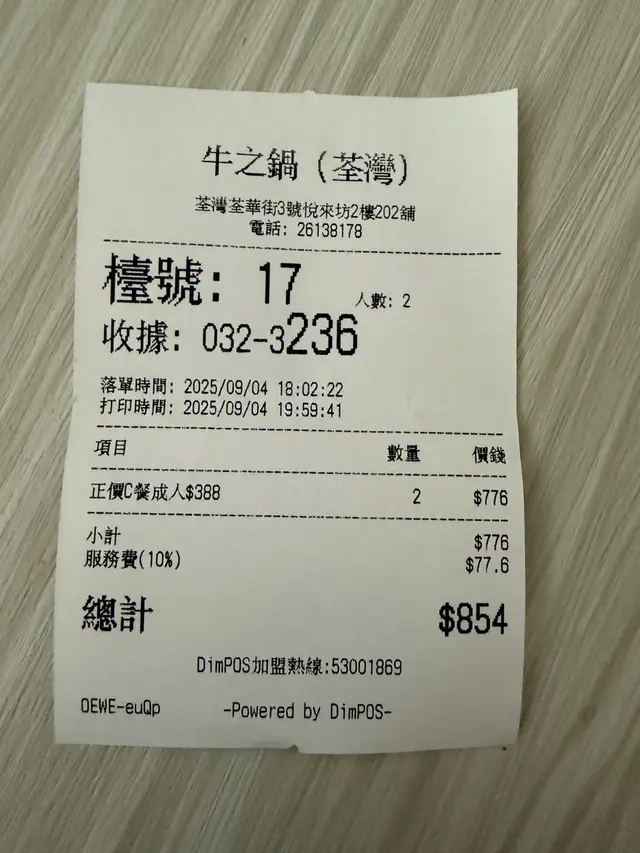 牛之鍋 (荃灣)
荃灣荃華街3號悅來坊2樓202舖
電話: 26138178
檯號: 17 人數: 2
收據: 032-3236
落單時間: 2025/09/04 18:02:22
打印時間: 2025/09/04 19:59:41
項目 數量 價錢
正價C餐成人$388 2 $776
小計 $776
服務費(10%) $77.6
總計 $854
DimPOS加盟熱線:53001869
OEWE-euQp -Powered by DimPOS-